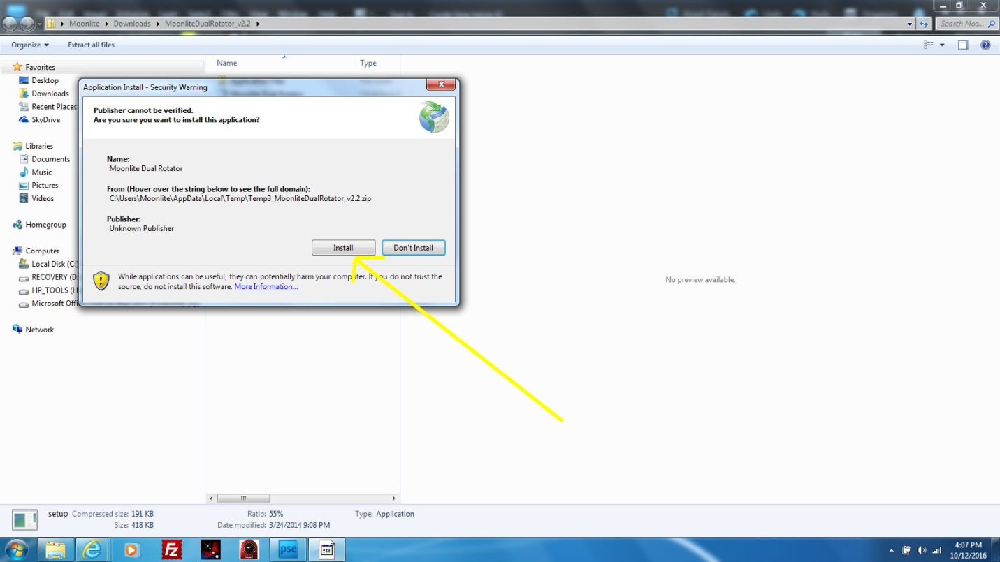 Moonlite Downloads MoonliteDualRotator_v2.2
Search Moo...
Organize Extract all files
Favorites
Desktop
Downloads
Recent Places
SkyDrive
Libraries
Documents
Music
Pictures
Videos
Homegroup
Computer
Local Disk (C:)
RECOVERY (D:
HP_TOOLS (H
Microsoft Offi
Network
Name Type
Application Install - Security Warning
Publisher cannot be verified.
Are you sure you want to install this application?
Name:
Moonlite Dual Rotator
From (Hover over the string below to see the full domain):
C:\Users\Moonlite\AppData\Local\Temp\Temp3_MoonliteDualRotator_v2.2.zip
Publisher:
Unknown Publisher
Install Don't Install
While applications can be useful, they can potentially harm your computer. If you do not trust the
source, do not install this software. More Information...
No preview available.
setup Compressed size: 191 KB Ratio: 55% Type: Application
Size: 418 KB Date modified: 3/24/2014 9:08 PM
Fz
pse
4:07 PM
10/12/2016